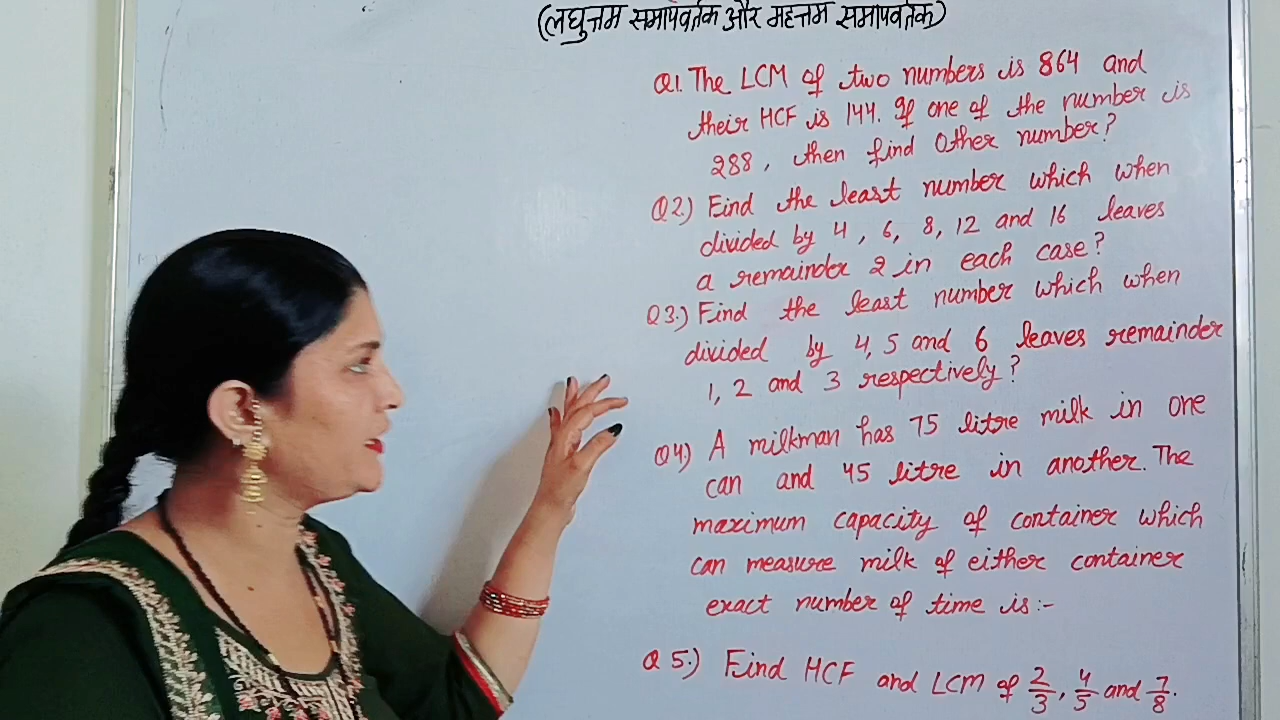 (लघुत्तम समापवर्तक और महत्तम समापवर्तक)
Q1. The LCM of two numbers is 864 and
their HCF is 144. If one of the number is
288, then find Other number?
Q2.) Find the least number which when
divided by 4, 6, 8, 12 and 16 leaves
a remainder 2 in each case?
Q3.) Find the least number which when
divided by 4, 5 and 6 leaves remainder
1, 2 and 3 respectively?
Q4) A milkman has 75 litre milk in one
can and 45 litre in another. The
maximum capacity of container which
can measure milk of either container
exact number of time is :-
Q 5.) Find HCF and LCM of 2/3, 4/5 and 7/8.